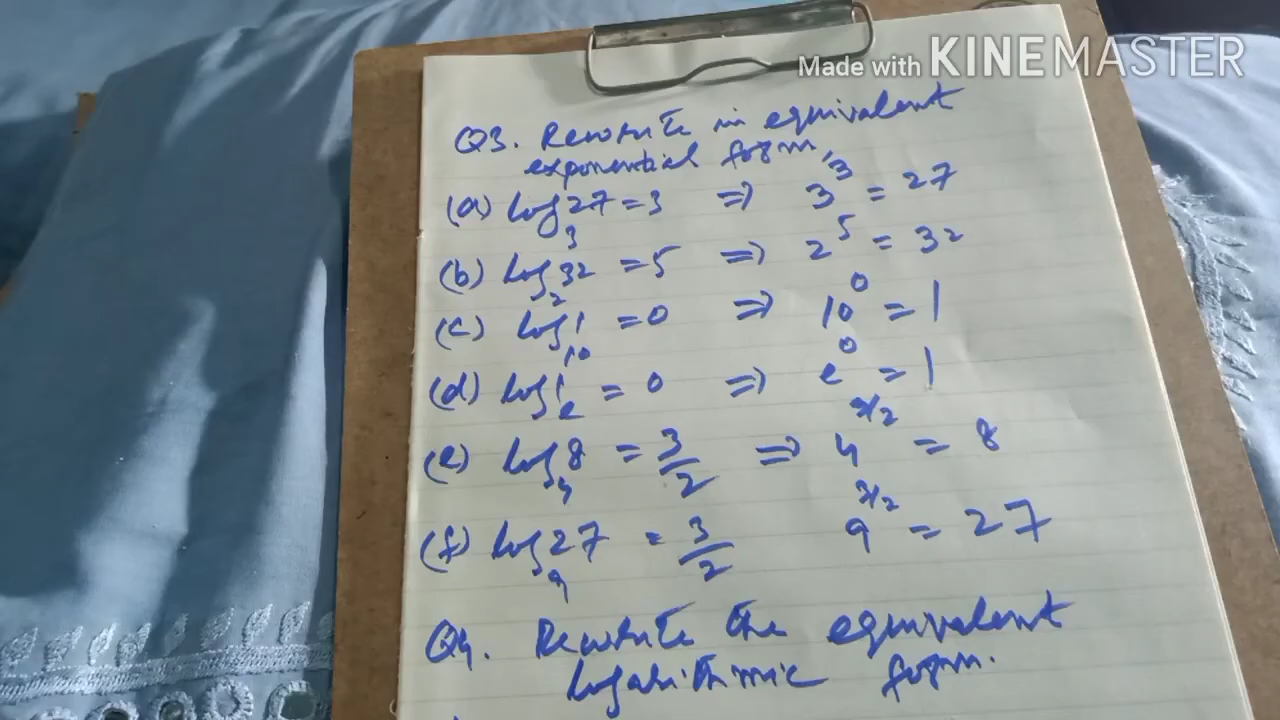 Made with KINEMASTER
Q3. Rewrite in equivalent
exponential form,
(a) log₃27 = 3 ⇒ 3³ = 27
(b) log₂32 = 5 ⇒ 2⁵ = 32
(c) log₁₀1 = 0 ⇒ 10⁰ = 1
(d) logₑ1 = 0 ⇒ e⁰ = 1
(e) log₄8 = 3/2 ⇒ 4^3/2 = 8
(f) log₉27 = 3/2 9^3/2 = 27
Q4. Rewrite the equivalent
logarithmic form.